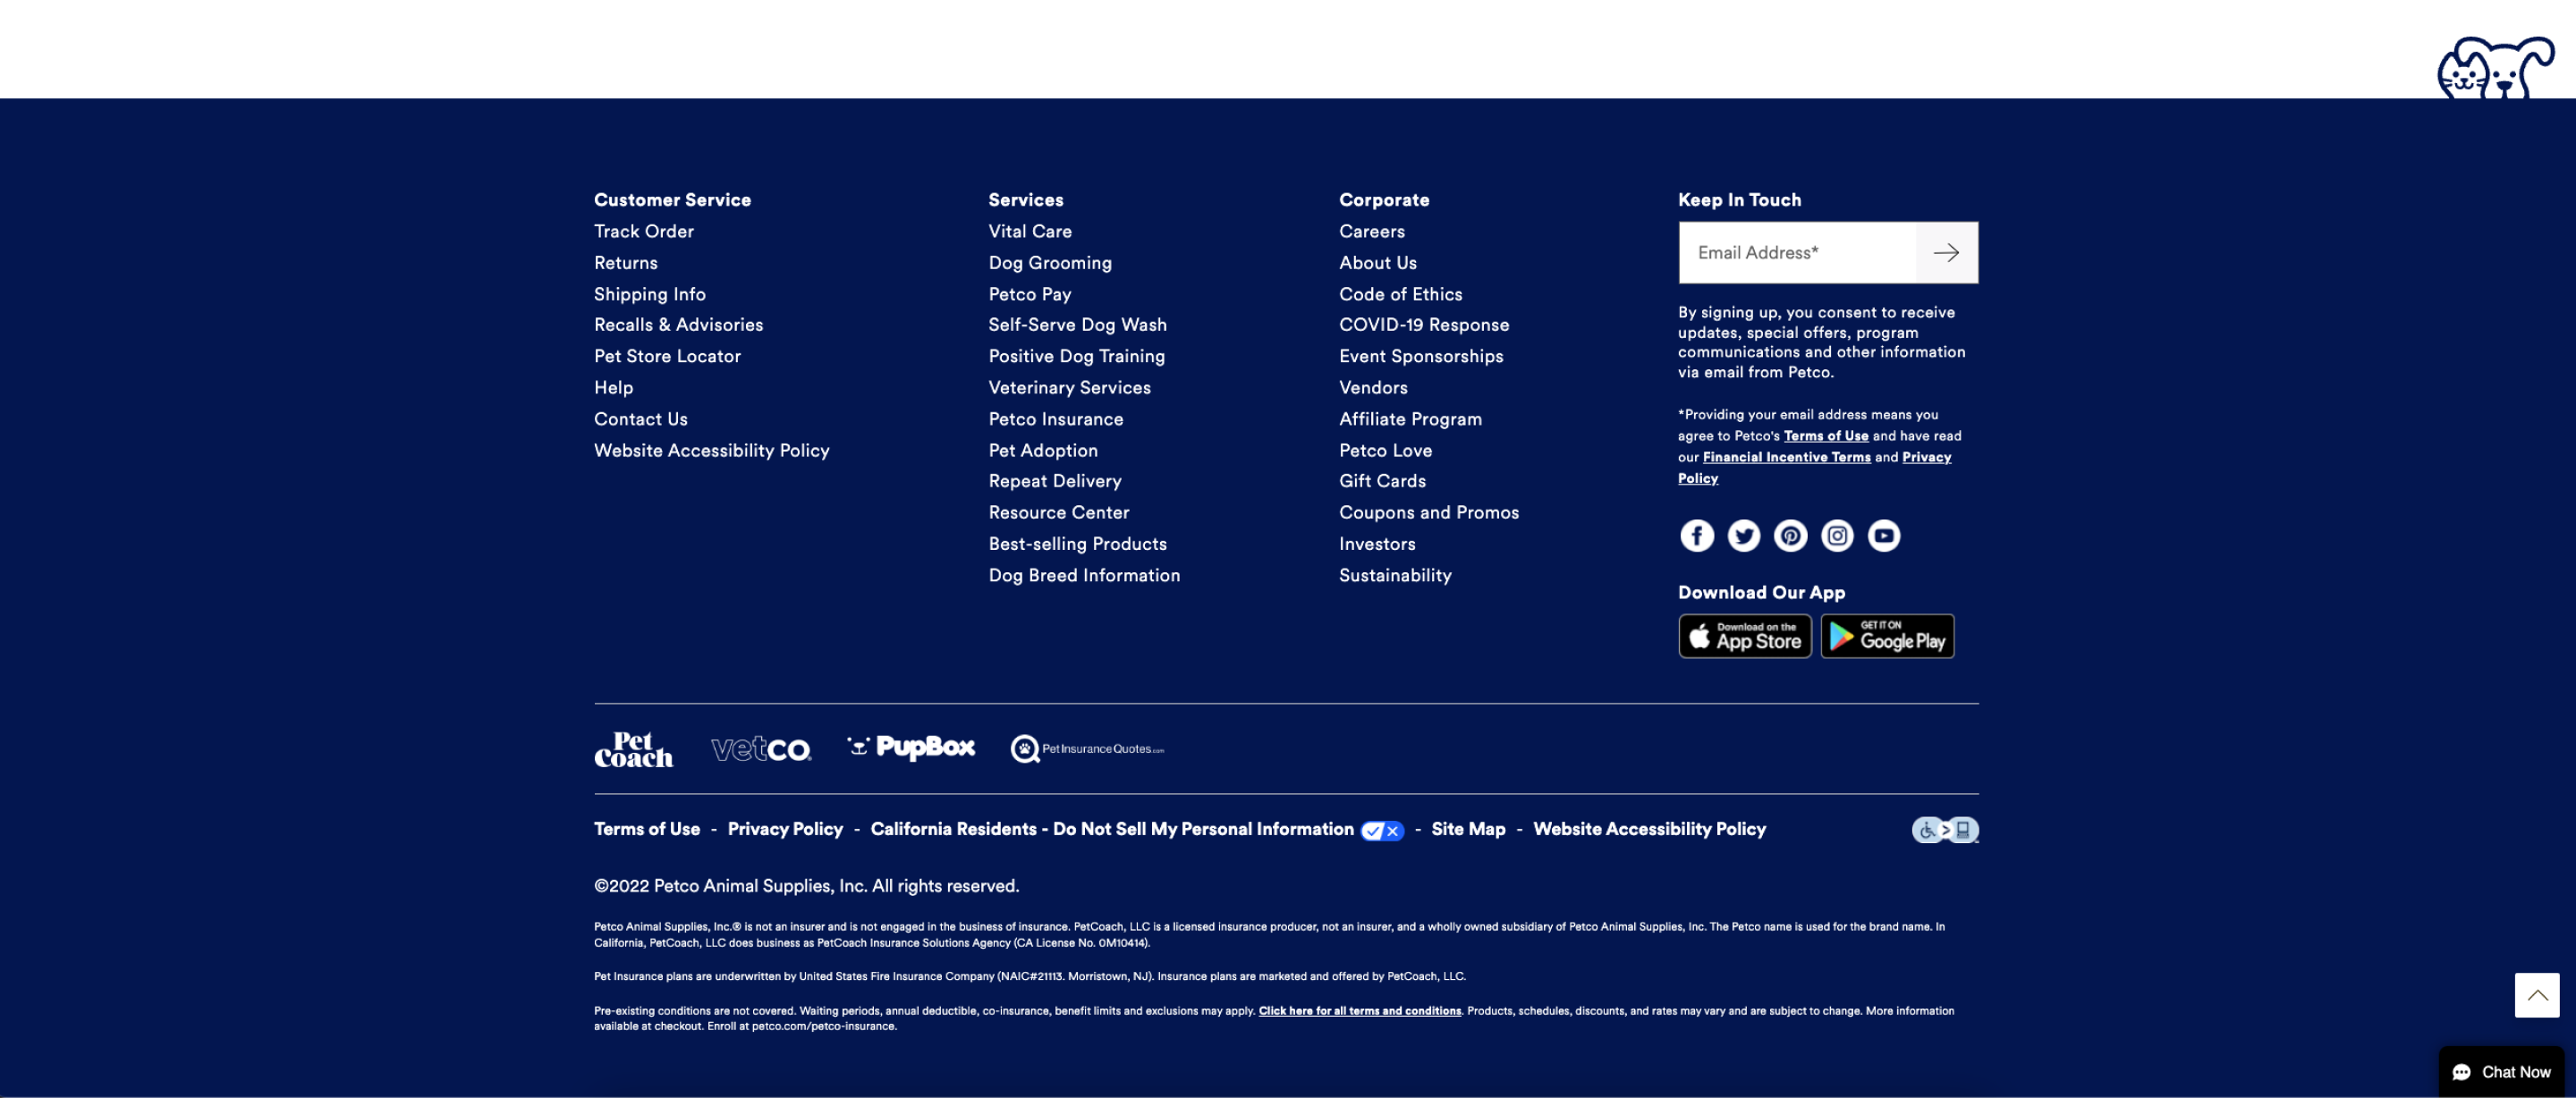 Customer Service
Track Order
Returns
Shipping Info
Recalls & Advisories
Pet Store Locator
Help
Contact Us
Website Accessibility Policy
Services
Vital Care
Dog Grooming
Petco Pay
Self-Serve Dog Wash
Positive Dog Training
Veterinary Services
Petco Insurance
Pet Adoption
Repeat Delivery
Resource Center
Best-selling Products
Dog Breed Information
Corporate
Careers
About Us
Code of Ethics
COVID-19 Response
Event Sponsorships
Vendors
Affiliate Program
Petco Love
Gift Cards
Coupons and Promos
Investors
Sustainability
Keep In Touch
Email Address*
By signing up, you consent to receive
updates, special offers, program
communications and other information
via email from Petco.
*Providing your email address means you
agree to Petco's Terms of Use and have read
our Financial Incentive Terms and Privacy
Policy
Download Our App
Download on the
App Store
GET IT ON
Google Play
Pet
Coach
vetco
PupBox
PetInsuranceQuotes.com
Terms of Use - Privacy Policy - California Residents - Do Not Sell My Personal Information - Site Map - Website Accessibility Policy
©2022 Petco Animal Supplies, Inc. All rights reserved.
Petco Animal Supplies, Inc.® is not an insurer and is not engaged in the business of insurance. PetCoach, LLC is a licensed insurance producer, not an insurer, and a wholly owned subsidiary of Petco Animal Supplies, Inc. The Petco name is used for the brand name. In
California, PetCoach, LLC does business as PetCoach Insurance Solutions Agency (CA License No. 0M10414).
Pet Insurance plans are underwritten by United States Fire Insurance Company (NAIC#21113. Morristown, NJ). Insurance plans are marketed and offered by PetCoach, LLC.
Pre-existing conditions are not covered. Waiting periods, annual deductible, co-insurance, benefit limits and exclusions may apply. Click here for all terms and conditions. Products, schedules, discounts, and rates may vary and are subject to change. More information
available at checkout. Enroll at petco.com/petco-insurance.
Chat Now